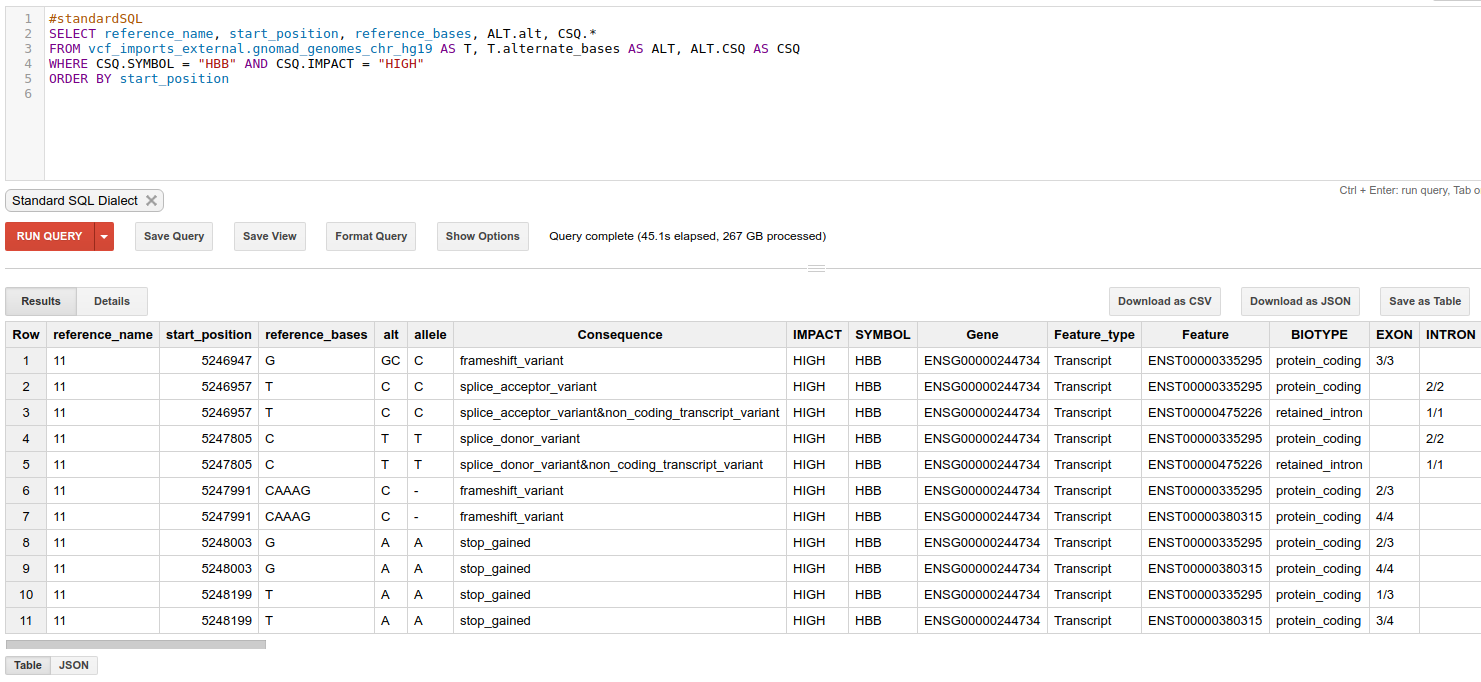 1 #standardSQL
2 SELECT reference_name, start_position, reference_bases, ALT.alt, CSQ.*
3 FROM vcf_imports_external.gnomad_genomes_chr_hg19 AS T, T.alternate_bases AS ALT, ALT.CSQ AS CSQ
4 WHERE CSQ.SYMBOL = "HBB" AND CSQ.IMPACT = "HIGH"
5 ORDER BY start_position
6
Ctrl + Enter: run query, Tab o
Standard SQL Dialect
RUN QUERY Save Query Save View Format Query Show Options Query complete (45.1s elapsed, 267 GB processed)
Results Details Download as CSV Download as JSON Save as Table
Row reference_name start_position reference_bases alt allele Consequence IMPACT SYMBOL Gene Feature_type Feature BIOTYPE EXON INTRON
1 11 5246947 G GC C frameshift_variant HIGH HBB ENSG00000244734 Transcript ENST00000335295 protein_coding 3/3
2 11 5246957 T C C splice_acceptor_variant HIGH HBB ENSG00000244734 Transcript ENST00000335295 protein_coding 2/2
3 11 5246957 T C C splice_acceptor_variant&non_coding_transcript_variant HIGH HBB ENSG00000244734 Transcript ENST00000475226 retained_intron 1/1
4 11 5247805 C T T splice_donor_variant HIGH HBB ENSG00000244734 Transcript ENST00000335295 protein_coding 2/2
5 11 5247805 C T T splice_donor_variant&non_coding_transcript_variant HIGH HBB ENSG00000244734 Transcript ENST00000475226 retained_intron 1/1
6 11 5247991 CAAAG C - frameshift_variant HIGH HBB ENSG00000244734 Transcript ENST00000335295 protein_coding 2/3
7 11 5247991 CAAAG C - frameshift_variant HIGH HBB ENSG00000244734 Transcript ENST00000380315 protein_coding 4/4
8 11 5248003 G A A stop_gained HIGH HBB ENSG00000244734 Transcript ENST00000335295 protein_coding 2/3
9 11 5248003 G A A stop_gained HIGH HBB ENSG00000244734 Transcript ENST00000380315 protein_coding 4/4
10 11 5248199 T A A stop_gained HIGH HBB ENSG00000244734 Transcript ENST00000335295 protein_coding 1/3
11 11 5248199 T A A stop_gained HIGH HBB ENSG00000244734 Transcript ENST00000380315 protein_coding 3/4
Table JSON